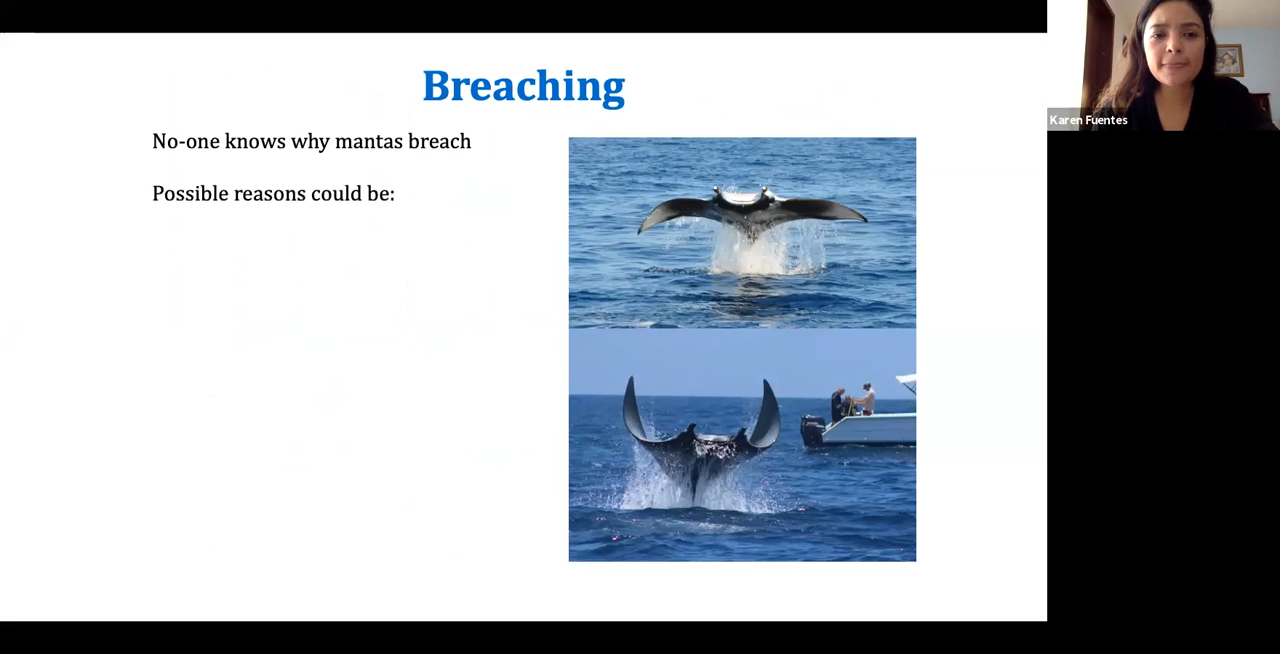 Breaching
No-one knows why mantas breach
Possible reasons could be:
Karen Fuentes